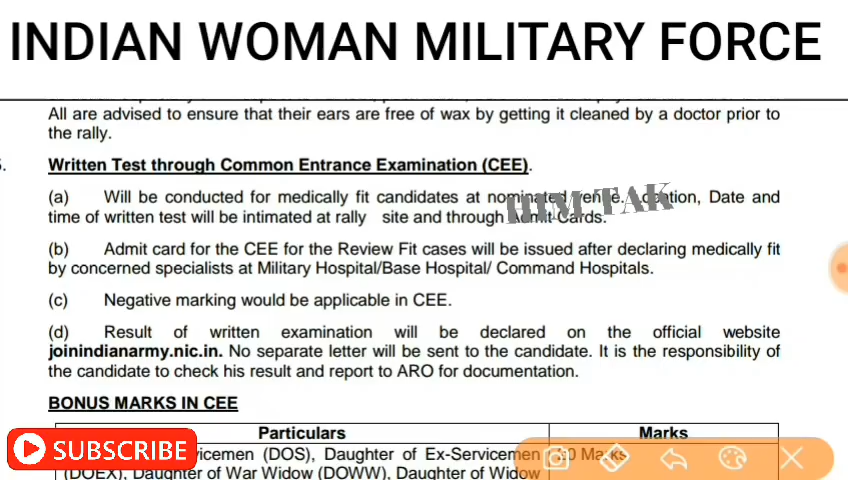 INDIAN WOMAN MILITARY FORCE
All are advised to ensure that their ears are free of wax by getting it cleaned by a doctor prior to
the rally.
Written Test through Common Entrance Examination (CEE).
(a) Will be conducted for medically fit candidates at nominated venue. Location, Date and
time of written test will be intimated at rally site and through Admit Cards.
HIM TAK
(b) Admit card for the CEE for the Review Fit cases will be issued after declaring medically fit
by concerned specialists at Military Hospital/Base Hospital/ Command Hospitals.
(c) Negative marking would be applicable in CEE.
(d) Result of written examination will be declared on the official website
joinindianarmy.nic.in. No separate letter will be sent to the candidate. It is the responsibility of
the candidate to check his result and report to ARO for documentation.
BONUS MARKS IN CEE
Particulars Marks
(DOS), Daughter of Ex-Servicemen Marks
(DOEX), Daughter of War Widow (DOWW), Daughter of Widow
SUBSCRIBE